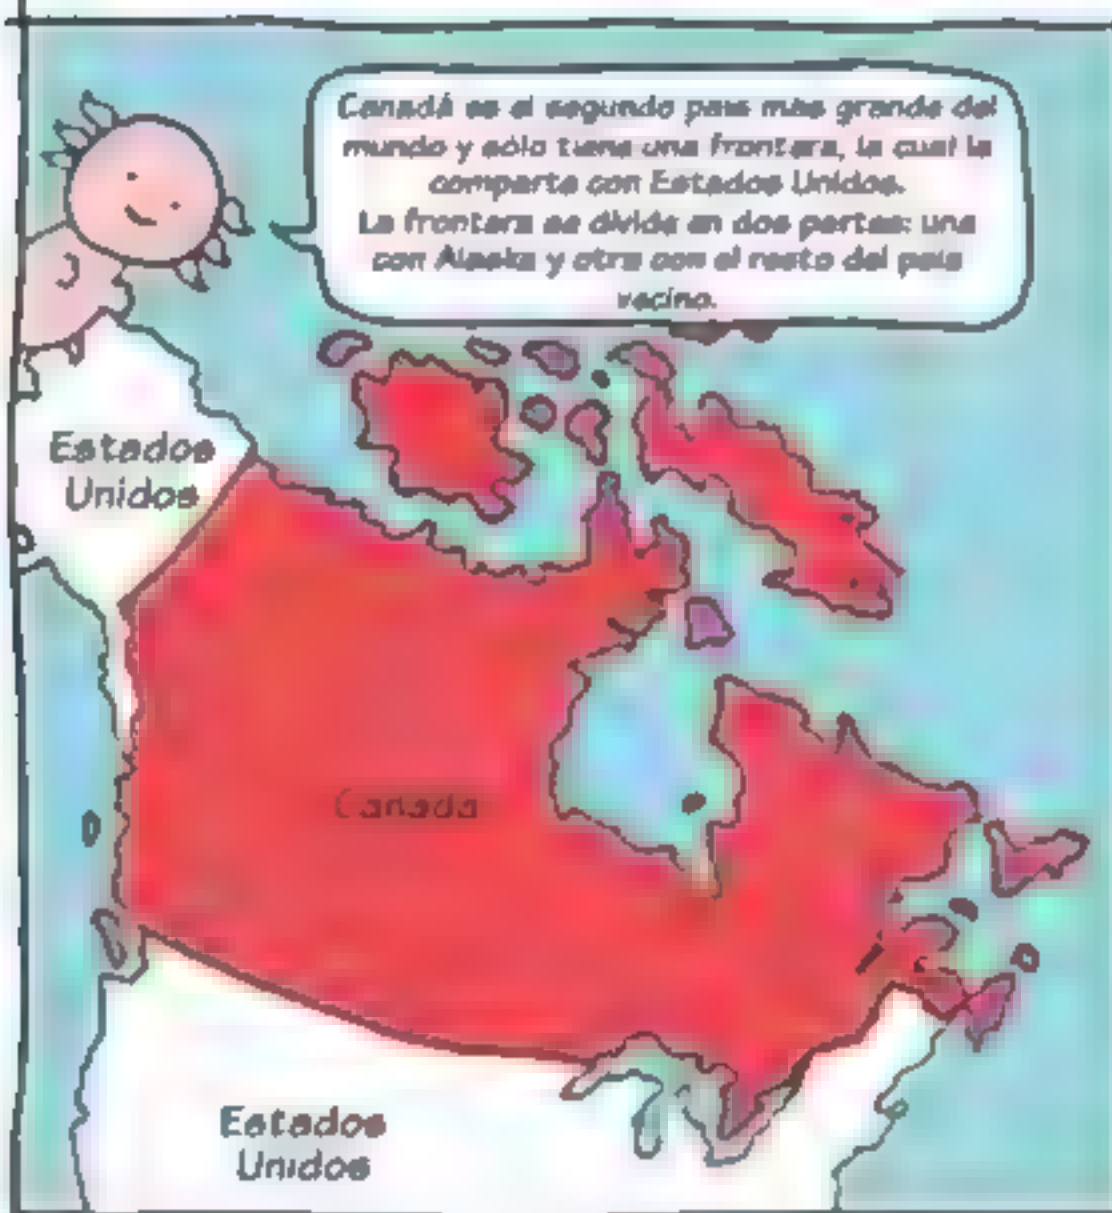 Canadá es el segundo país más grande del
mundo y sólo tiene una frontera, la cual la
comparte con Estados Unidos.
La frontera se divide en dos partes: una
con Alaska y otra con el resto del país
vecino.
Estados
Unidos
Canada
Estados
Unidos